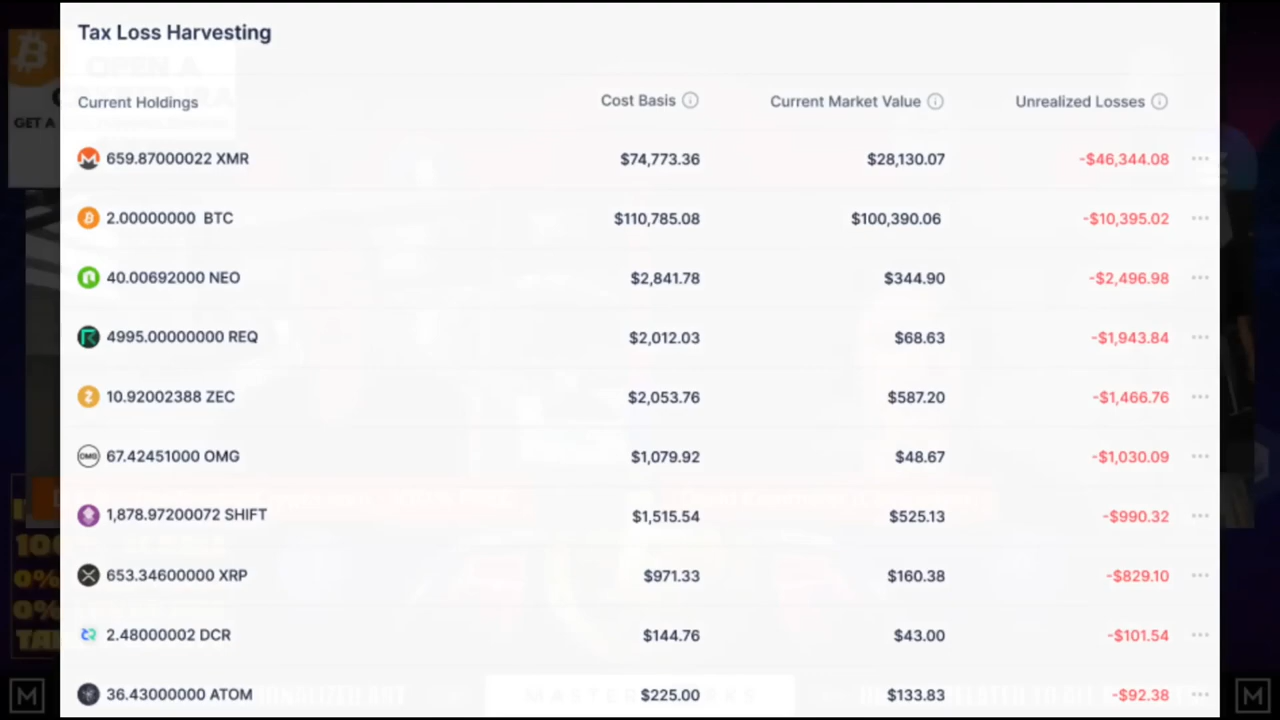 Tax Loss Harvesting
OPEN A
GET A
Current Holdings Cost Basis Current Market Value Unrealized Losses
659.87000022 XMR $74,773.36 $28,130.07 -$46,344.08
2.00000000 BTC $110,785.08 $100,390.06 -$10,395.02
40.00692000 NEO $2,841.78 $344.90 -$2,496.98
4995.00000000 REQ $2,012.03 $68.63 -$1,943.84
10.92002388 ZEC $2,053.76 $587.20 -$1,466.76
OMG 67.42451000 OMG $1,079.92 $48.67 -$1,030.09
1,878.97200072 SHIFT $1,515.54 $525.13 -$990.32
653.34600000 XRP $971.33 $160.38 -$829.10
2.48000002 DCR $144.76 $43.00 -$101.54
36.43000000 ATOM $225.00 $133.83 -$92.38
100
0%
0%
M M